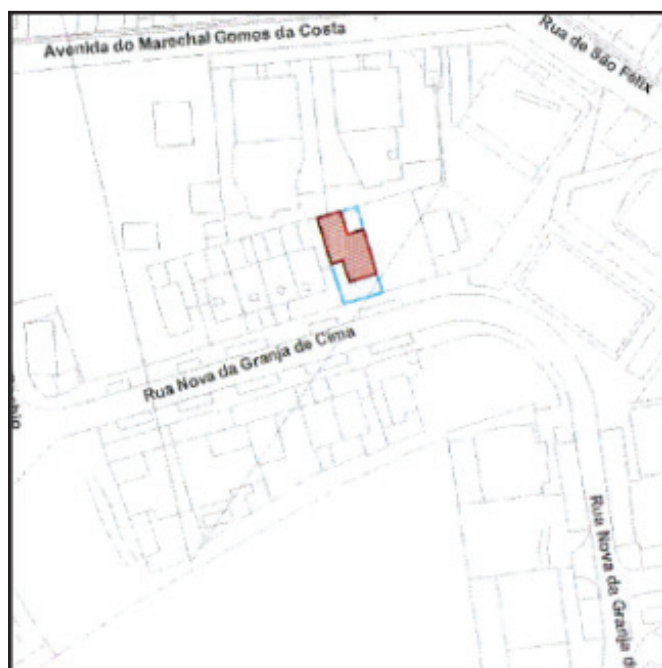 Avenida do Marechal Gomos da Costa
Rua de São Félix
Rua Nova da Granja de Cima
Rua Nova da Granja d